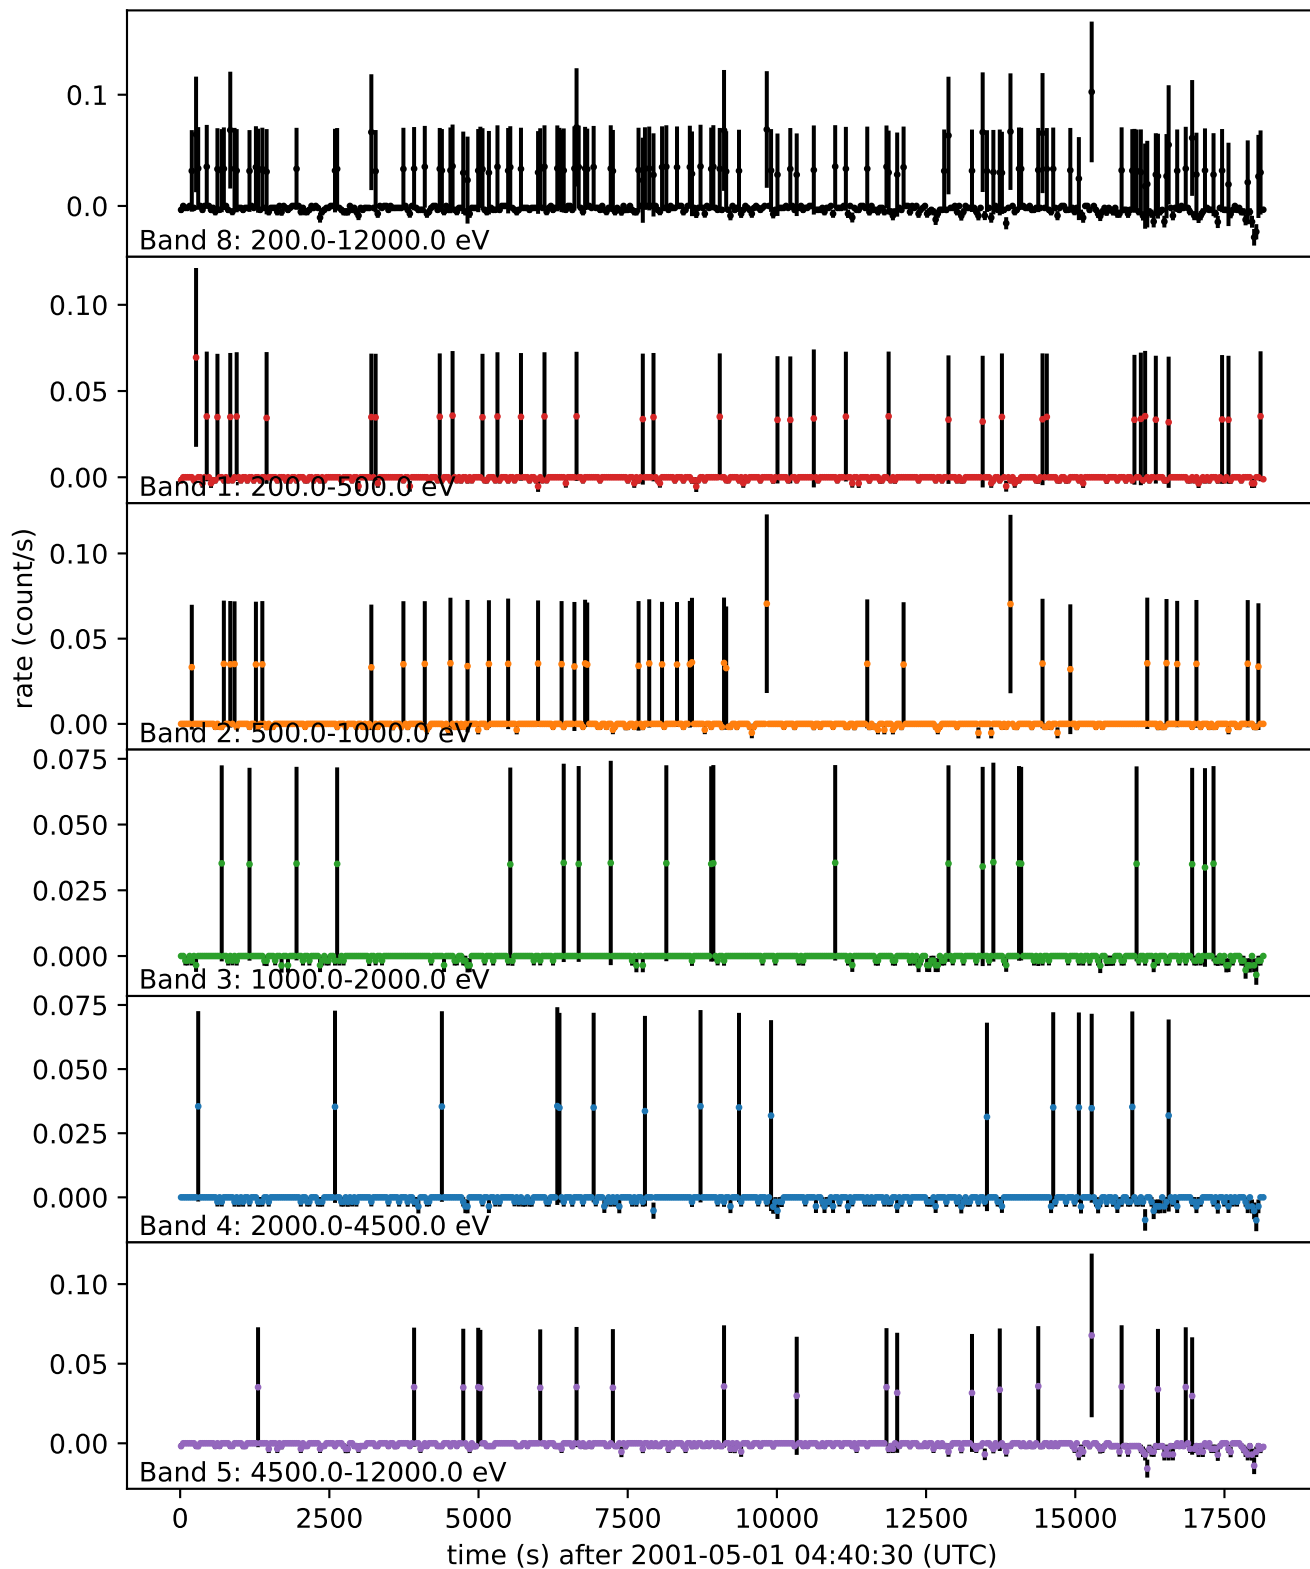 0.1
0.0
Band 8: 200.0-12000.0 eV
0.10
0.05
0.00
Band 1: 200.0-500.0 eV
rate (count/s)
0.10
0.05
0.00
Band 2: 500.0-1000.0 eV
0.075
0.050
0.025
0.000
Band 3: 1000.0-2000.0 eV
0.075
0.050
0.025
0.000
Band 4: 2000.0-4500.0 eV
0.10
0.05
0.00
Band 5: 4500.0-12000.0 eV
0 2500 5000 7500 10000 12500 15000 17500
time (s) after 2001-05-01 04:40:30 (UTC)